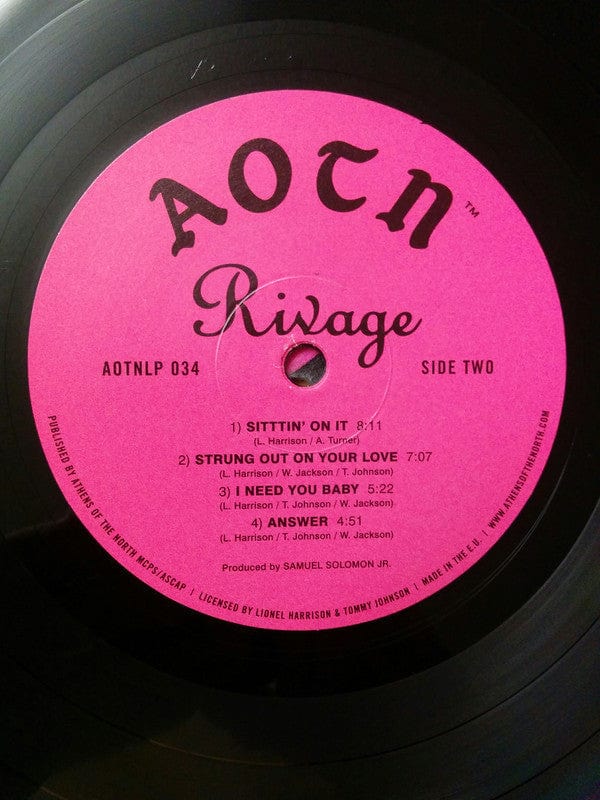 AOTN™
Rivage
AOTNLP 034
SIDE TWO
1) SITTTIN' ON IT 8:11
(L. Harrison / A. Turner)
2) STRUNG OUT ON YOUR LOVE 7:07
(L. Harrison / W. Jackson / T. Johnson)
3) I NEED YOU BABY 5:22
(L. Harrison / T. Johnson / W. Jackson)
4) ANSWER 4:51
(L. Harrison / T. Johnson / W. Jackson)
Produced by SAMUEL SOLOMON JR.
PUBLISHED BY ATHENS OF THE NORTH MCPS/ASCAP | LICENSED BY LIONEL HARRISON & TOMMY JOHNSON | MADE IN THE E.U. | WWW.ATHENSOFTHENORTH.COM